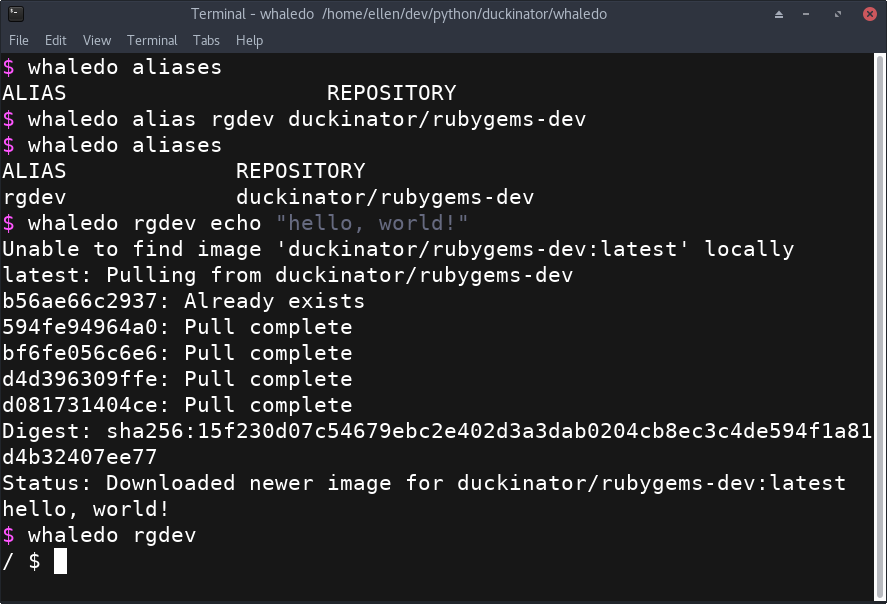 Terminal - whaledo /home/ellen/dev/python/duckinator/whaledo
File Edit View Terminal Tabs Help
$ whaledo aliases
ALIAS REPOSITORY
$ whaledo alias rgdev duckinator/rubygems-dev
$ whaledo aliases
ALIAS REPOSITORY
rgdev duckinator/rubygems-dev
$ whaledo rgdev echo "hello, world!"
Unable to find image 'duckinator/rubygems-dev:latest' locally
latest: Pulling from duckinator/rubygems-dev
b56ae66c2937: Already exists
594fe94964a0: Pull complete
bf6fe056c6e6: Pull complete
d4d396309ffe: Pull complete
d081731404ce: Pull complete
Digest: sha256:15f230d07c54679ebc2e402d3a3dab0204cb8ec3c4de594f1a81
d4b32407ee77
Status: Downloaded newer image for duckinator/rubygems-dev:latest
hello, world!
$ whaledo rgdev
/ $